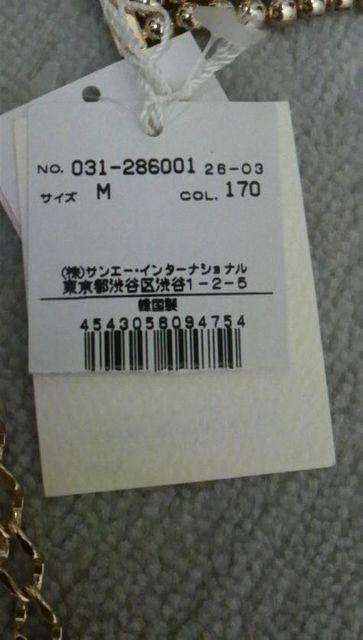 NO. 031-286001 26-03
サイズ M COL. 170
(株)サンエー・インターナショナル
東京都渋谷区渋谷1-2-5
韓国製
4543058094754